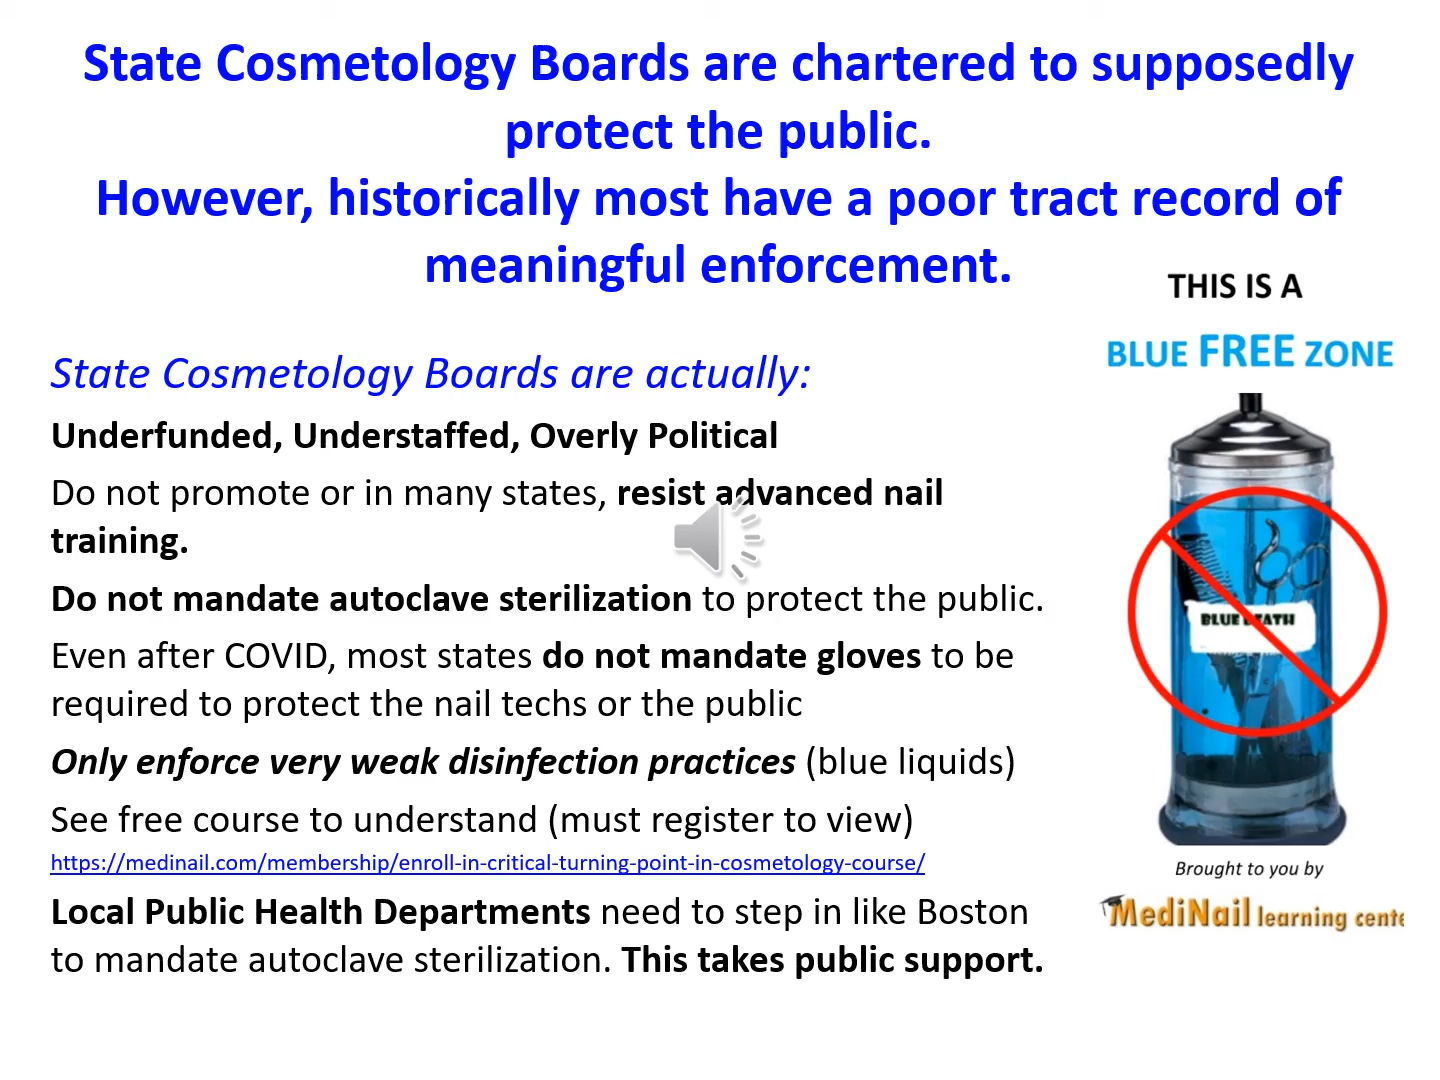 State Cosmetology Boards are chartered to supposedly
protect the public.
However, historically most have a poor tract record of
meaningful enforcement.
THIS IS A
BLUE FREE ZONE
State Cosmetology Boards are actually:
Underfunded, Understaffed, Overly Political
Do not promote or in many states, resist advanced nail
training.
Do not mandate autoclave sterilization to protect the public.
Even after COVID, most states do not mandate gloves to be
required to protect the nail techs or the public
Only enforce very weak disinfection practices (blue liquids)
See free course to understand (must register to view)
https://medinail.com/membership/enroll-in-critical-turning-point-in-cosmetology-course/
Local Public Health Departments need to step in like Boston
to mandate autoclave sterilization. This takes public support.
BLUE DEATH
Brought to you by
MediNail learning cente